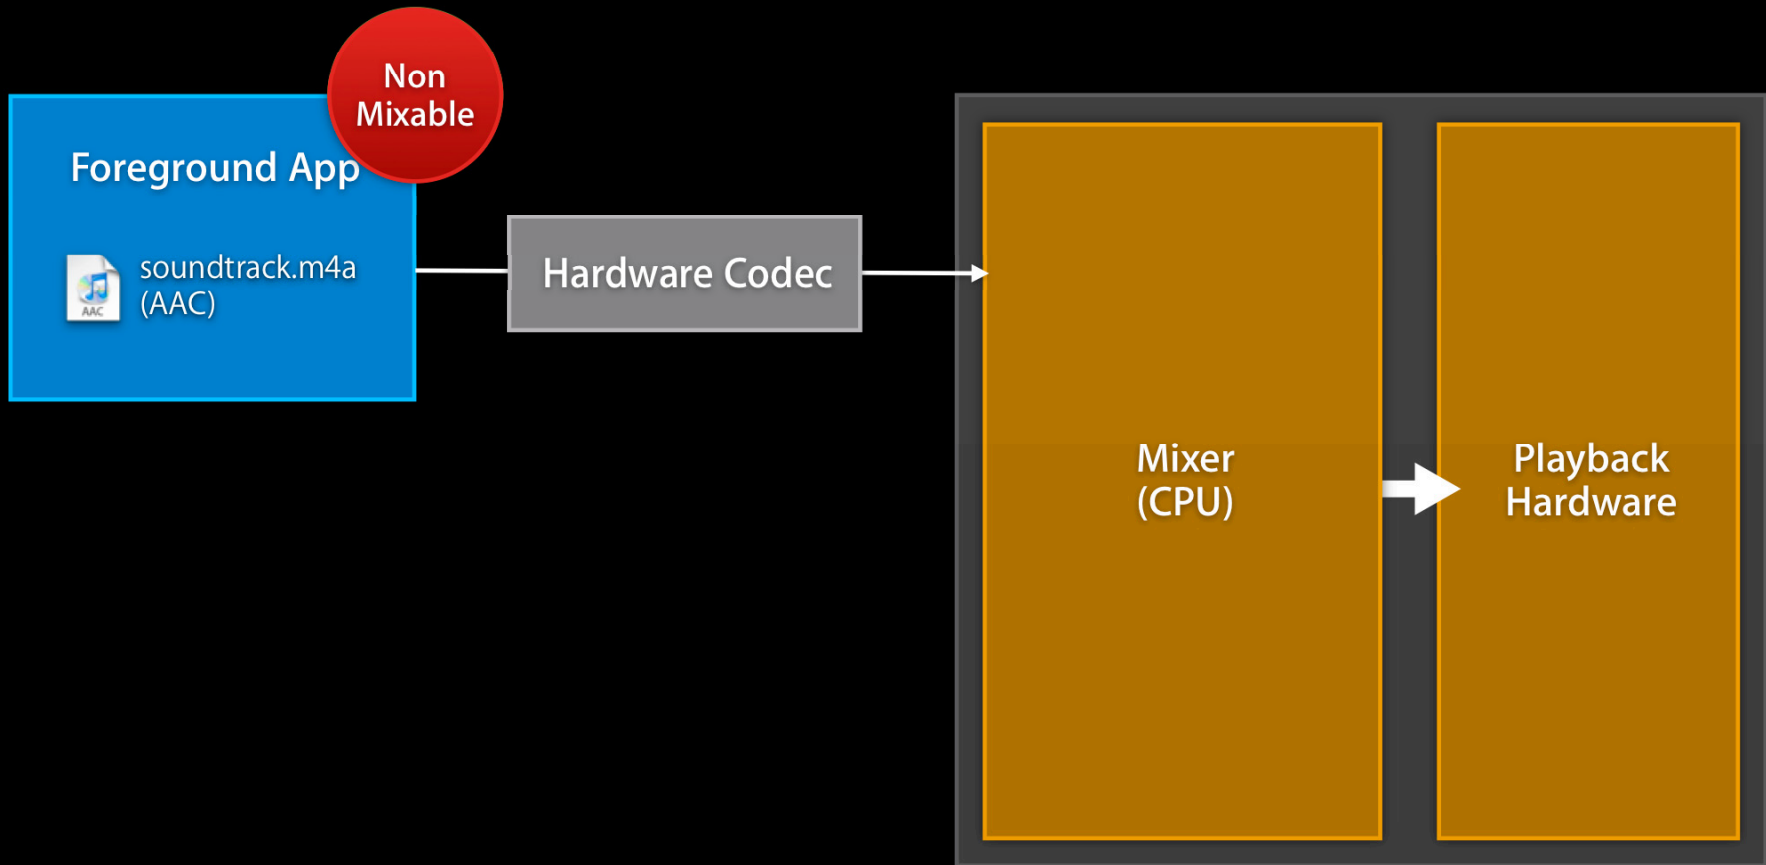 Non
Mixable
Foreground App
soundtrack.m4a
(AAC)
AAC
Hardware Codec
Mixer
(CPU)
Playback
Hardware